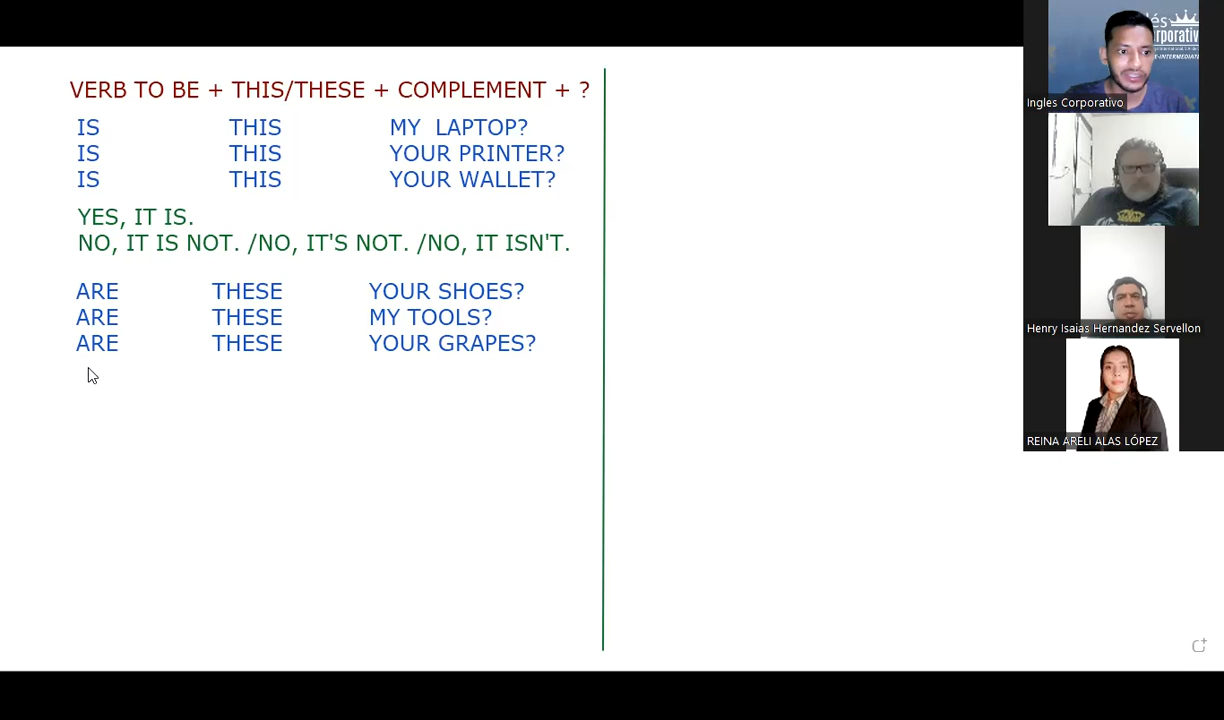 VERB TO BE + THIS/THESE + COMPLEMENT + ?
IS THIS MY LAPTOP?
IS THIS YOUR PRINTER?
IS THIS YOUR WALLET?
YES, IT IS.
NO, IT IS NOT. /NO, IT'S NOT. /NO, IT ISN'T.
ARE THESE YOUR SHOES?
ARE THESE MY TOOLS?
ARE THESE YOUR GRAPES?
Ingles Corporativo
Henry Isaias Hernandez Servellon
REINA ARELI ALAS LÓPEZ